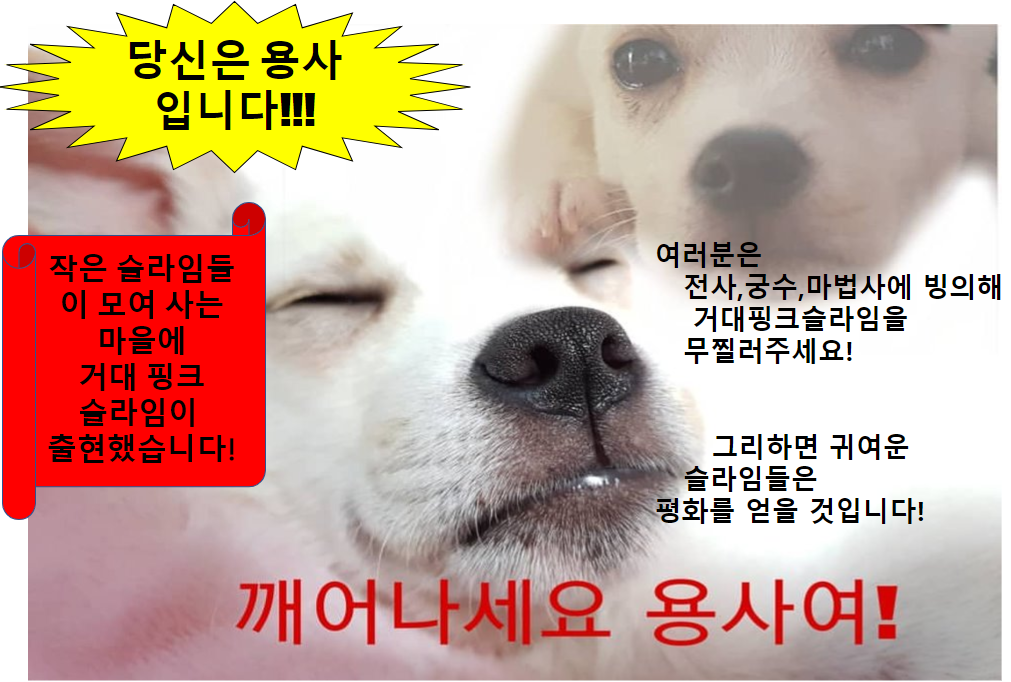 당신은 용사
입니다!!!
작은 슬라임들
이 모여 사는
마을에
거대 핑크
슬라임이
출현했습니다!
여러분은
전사,궁수,마법사에 빙의해
거대핑크슬라임을
무찔러주세요!
그리하면 귀여운
슬라임들은
평화를 얻을 것입니다!
깨어나세요 용사여!